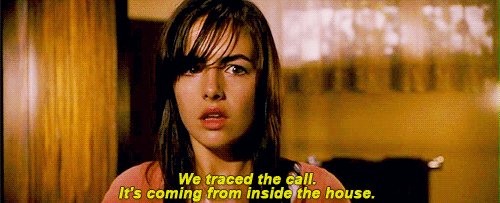 We traced the call.
It's coming from inside the house.